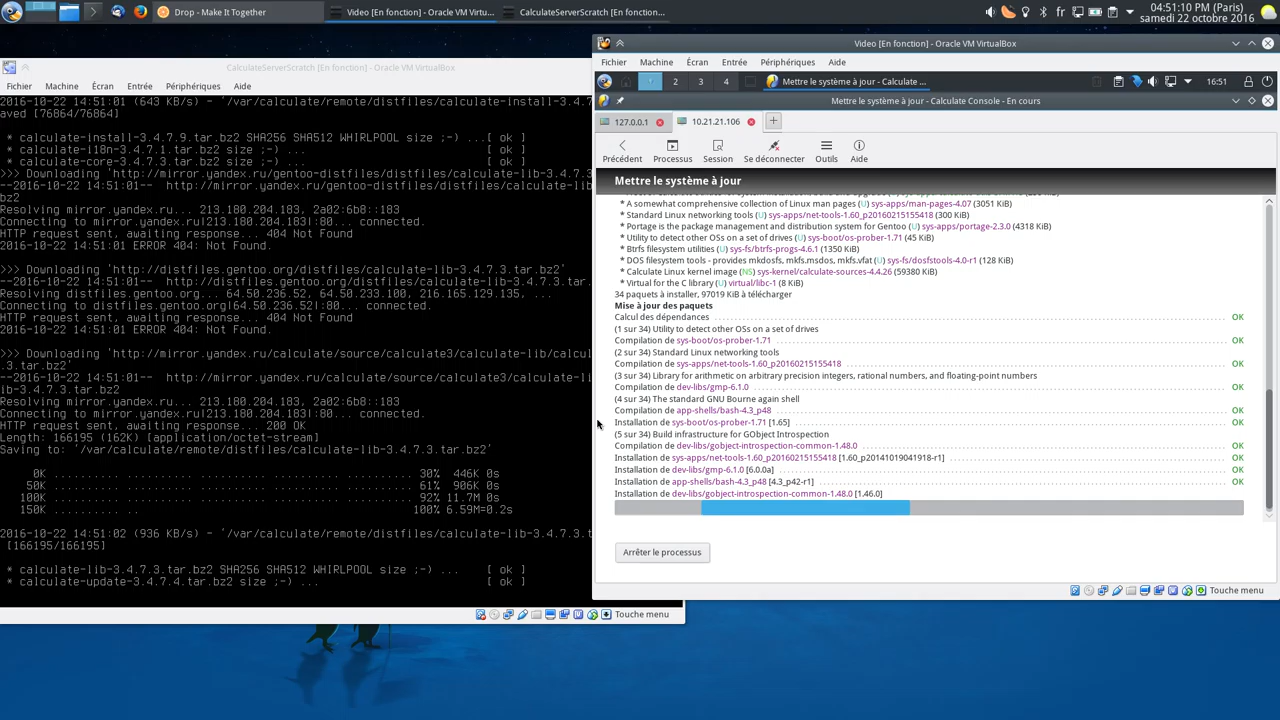 Drop - Make It Together
Video [En fonction] - Oracle VM Virtu...
CalculateServerScratch [En fonction...
fr
04:51:10 PM (Paris)
samedi 22 octobre 2016
CalculateServerScratch [En fonction] - Oracle VM VirtualBox
Fichier Machine Écran Entrée Périphériques Aide
2016-10-22 14:51:01 (643 KB/s) - '/var/calculate/remote/distfiles/calculate-install-3.4.7
aved [76864/76864]
* calculate-install-3.4.7.9.tar.bz2 SHA256 SHA512 WHIRLPOOL size ;-) ...[ ok ]
* calculate-i18n-3.4.7.1.tar.bz2 size ;-) ... [ ok ]
* calculate-core-3.4.7.3.tar.bz2 size ;-) ... [ ok ]
>>> Downloading 'http://mirror.yandex.ru/gentoo-distfiles/distfiles/calculate-lib-3.4.7.3
--2016-10-22 14:51:01-- http://mirror.yandex.ru/gentoo-distfiles/distfiles/calculate-lib
bz2
Resolving mirror.yandex.ru... 213.180.204.183, 2a02:6b8::183
Connecting to mirror.yandex.ru|213.180.204.183|:80... connected.
HTTP request sent, awaiting response... 404 Not Found
2016-10-22 14:51:01 ERROR 404: Not Found.
>>> Downloading 'http://distfiles.gentoo.org/distfiles/calculate-lib-3.4.7.3.tar.bz2'
--2016-10-22 14:51:01-- http://distfiles.gentoo.org/distfiles/calculate-lib-3.4.7.3.tar.
Resolving distfiles.gentoo.org... 64.50.236.52, 64.50.233.100, 216.165.129.135, ...
Connecting to distfiles.gentoo.org|64.50.236.52|:80... connected.
HTTP request sent, awaiting response... 404 Not Found
2016-10-22 14:51:01 ERROR 404: Not Found.
>>> Downloading 'http://mirror.yandex.ru/calculate/source/calculate3/calculate-lib/calcul
.3.tar.bz2'
--2016-10-22 14:51:01-- http://mirror.yandex.ru/calculate/source/calculate3/calculate-li
ib-3.4.7.3.tar.bz2
Resolving mirror.yandex.ru... 213.180.204.183, 2a02:6b8::183
Connecting to mirror.yandex.ru|213.180.204.183|:80... connected.
HTTP request sent, awaiting response... 200 OK
Length: 166195 (162K) [application/octet-stream]
Saving to: '/var/calculate/remote/distfiles/calculate-lib-3.4.7.3.tar.bz2'
0K .......... .......... .......... .......... .......... 30% 446K 0s
50K .......... .......... .......... .......... .......... 61% 906K 0s
100K .......... .......... .......... .......... .......... 92% 11.7M 0s
150K .......... .. 100% 6.59M=0.2s
2016-10-22 14:51:02 (936 KB/s) - '/var/calculate/remote/distfiles/calculate-lib-3.4.7.3.t
[166195/166195]
* calculate-lib-3.4.7.3.tar.bz2 SHA256 SHA512 WHIRLPOOL size ;-) ... [ ok ]
* calculate-update-3.4.7.4.tar.bz2 size ;-) ... [ ok ]
Touche menu
Video [En fonction] - Oracle VM VirtualBox
Fichier Machine Écran Entrée Périphériques Aide
1 2 3 4 Mettre le système à jour - Calculate ... 16:51
Mettre le système à jour - Calculate Console - En cours
127.0.0.1 10.21.21.106
Précédent Processus Session Se déconnecter Outils Aide
Mettre le système à jour
* A somewhat comprehensive collection of Linux man pages (U) sys-apps/man-pages-4.07 (3051 KiB)
* Standard Linux networking tools (U) sys-apps/net-tools-1.60_p20160215155418 (300 KiB)
* Portage is the package management and distribution system for Gentoo (U) sys-apps/portage-2.3.0 (4318 KiB)
* Utility to detect other OSs on a set of drives (U) sys-boot/os-prober-1.71 (45 KiB)
* Btrfs filesystem utilities (U) sys-fs/btrfs-progs-4.6.1 (1350 KiB)
* DOS filesystem tools - provides mkdosfs, mkfs.msdos, mkfs.vfat (U) sys-fs/dosfstools-4.0-r1 (128 KiB)
* Calculate Linux kernel image (NS) sys-kernel/calculate-sources-4.4.26 (59380 KiB)
* Virtual for the C library (U) virtual/libc-1 (8 KiB)
34 paquets à installer, 97019 KiB à télécharger
Mise à jour des paquets
Calcul des dépendances OK
(1 sur 34) Utility to detect other OSs on a set of drives
Compilation de sys-boot/os-prober-1.71 OK
(2 sur 34) Standard Linux networking tools
Compilation de sys-apps/net-tools-1.60_p20160215155418 OK
(3 sur 34) Library for arithmetic on arbitrary precision integers, rational numbers, and floating-point numbers
Compilation de dev-libs/gmp-6.1.0 OK
(4 sur 34) The standard GNU Bourne again shell
Compilation de app-shells/bash-4.3_p48 OK
Installation de sys-boot/os-prober-1.71 [1.65] OK
(5 sur 34) Build infrastructure for GObject Introspection
Compilation de dev-libs/gobject-introspection-common-1.48.0 OK
Installation de sys-apps/net-tools-1.60_p20160215155418 [1.60_p20141019041918-r1] OK
Installation de dev-libs/gmp-6.1.0 [6.0.0a] OK
Installation de app-shells/bash-4.3_p48 [4.3_p42-r1] OK
Installation de dev-libs/gobject-introspection-common-1.48.0 [1.46.0]
Arrêter le processus
Touche menu